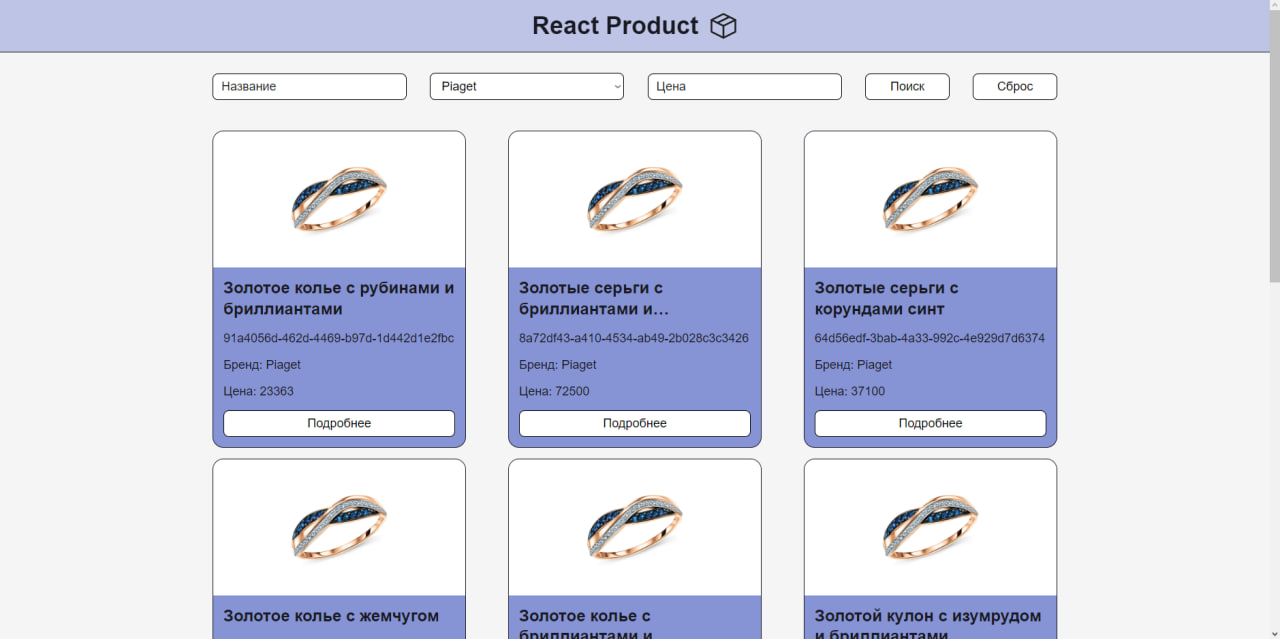 React Product
Название
Piaget
Цена
Поиск
Сброс
Золотое колье с рубинами и
бриллиантами
91a4056d-462d-4469-b97d-1d442d1e2fbc
Бренд: Piaget
Цена: 23363
Подробнее
Золотые серьги с
бриллиантами и…
8a72df43-a410-4534-ab49-2b028c3c3426
Бренд: Piaget
Цена: 72500
Подробнее
Золотые серьги с
корундами синт
64d56edf-3bab-4a33-992c-4e929d7d6374
Бренд: Piaget
Цена: 37100
Подробнее
Золотое колье с жемчугом
Золотое колье с
бриллиантами и
Золотой кулон с изумрудом
и бриллиантами